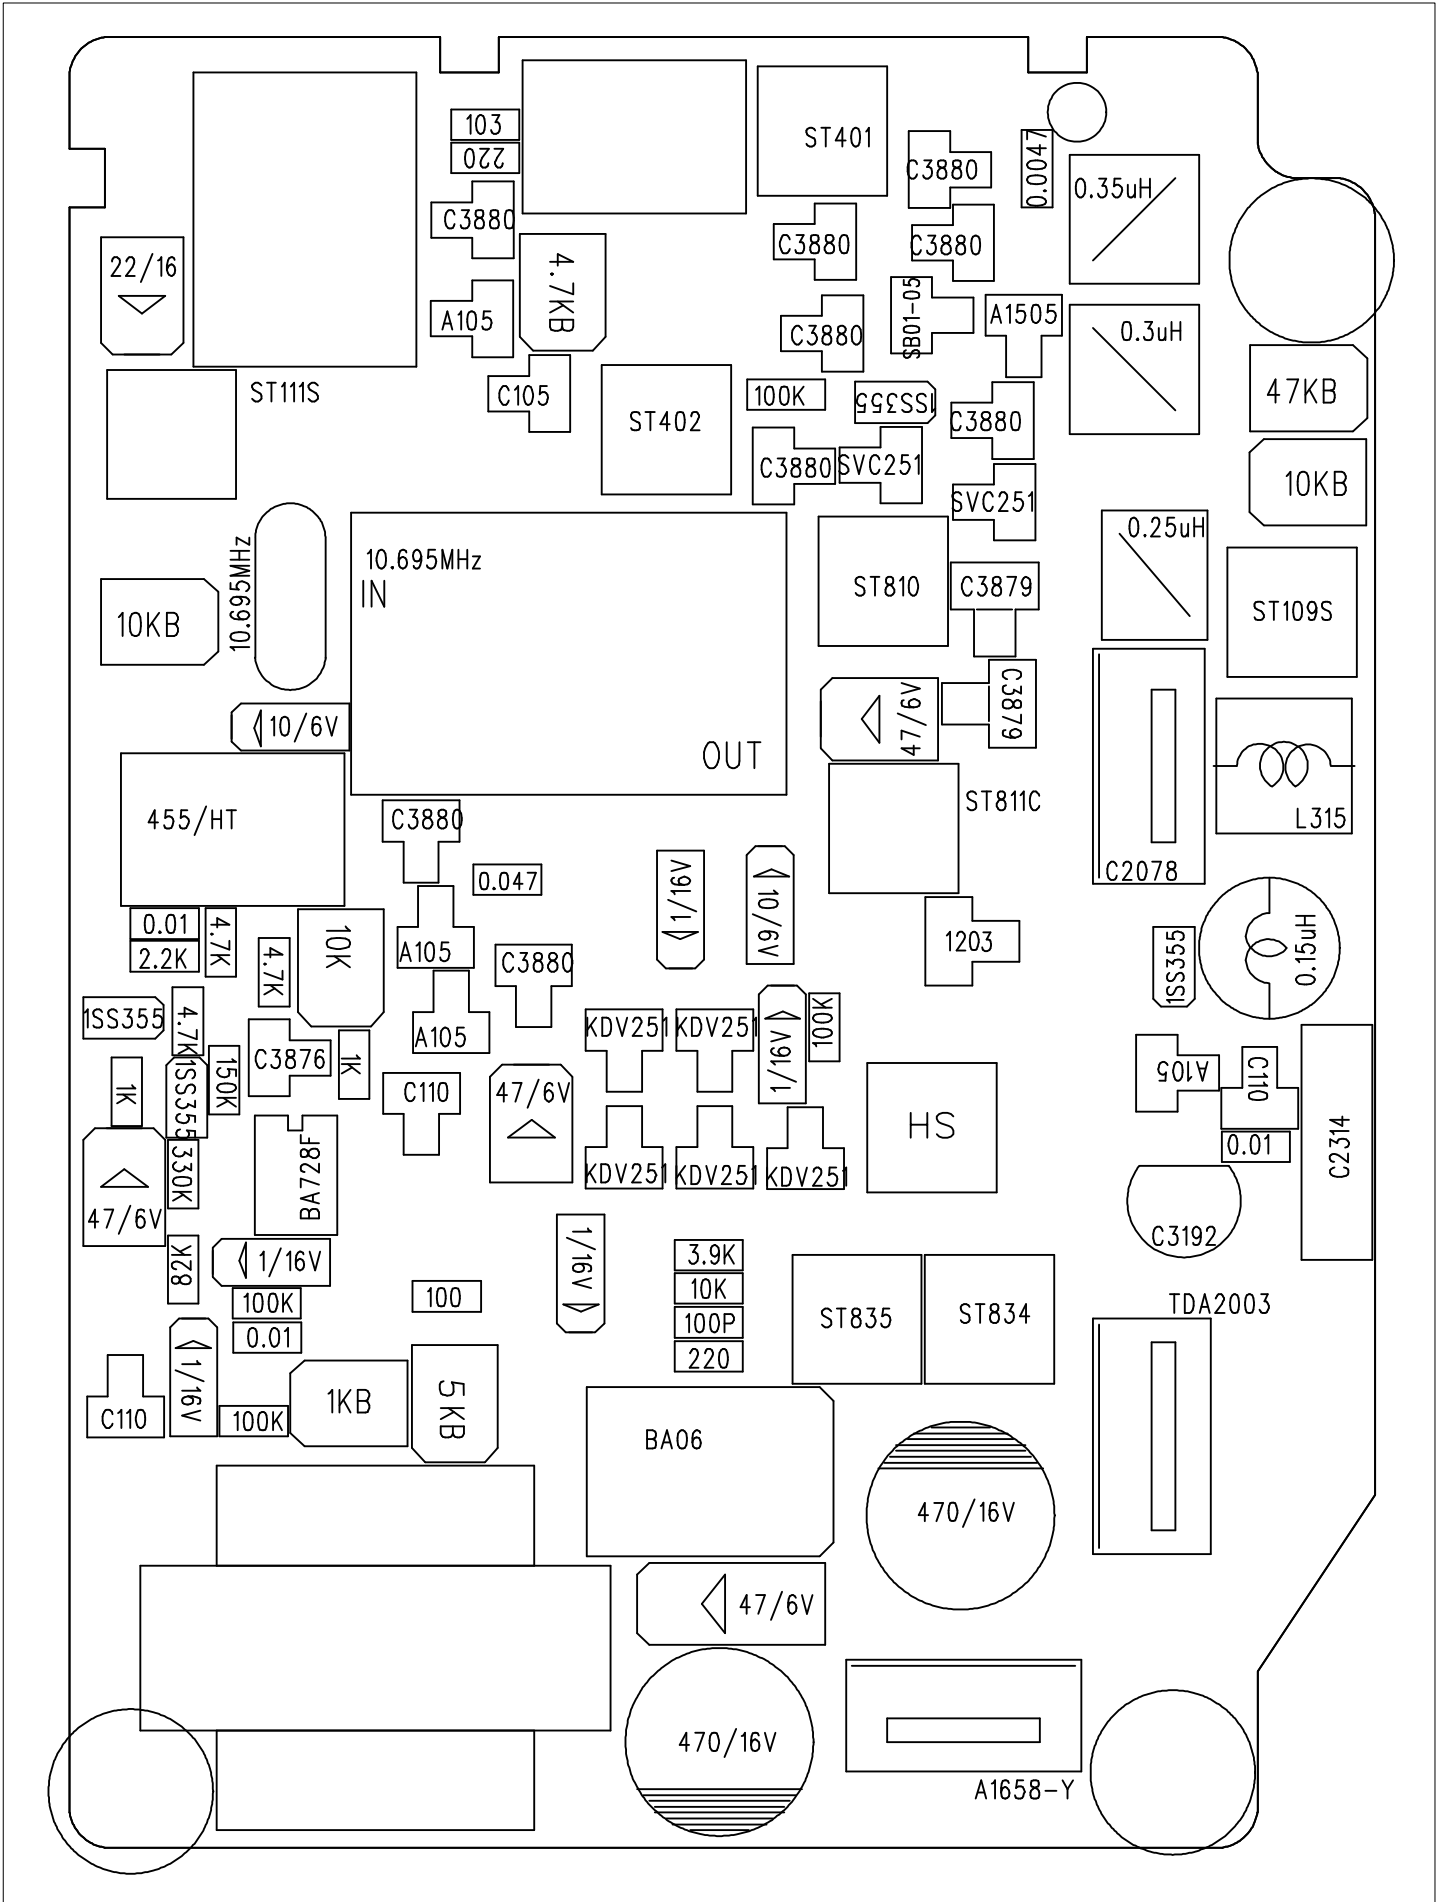 103
220
ST401
C3880
0.0047
0.35uH
C3880
C3880
C3880
22/16
4.7KB
A105
C3880
SB01-05
A1505
0.3uH
ST111S
C105
ST402
100K
1SS355
C3880
47KB
C3880
SVC251
SVC251
10KB
0.25uH
10.695MHz
10.695MHz
IN
ST810
C3879
10KB
ST109S
C3879
10/6V
47/6V
OUT
455/HT
C3880
ST811C
L315
C2078
0.047
1/16V
10/6V
0.01
2.2K
4.7K
4.7K
10K
A105
C3880
1203
1SS355
0.15uH
1SS355
4.7K
A105
KDV251
KDV251
1/16V
100K
C3876
1K
1K
1SS355
150K
C110
47/6V
HS
A105
C110
0.01
C2314
KDV251
KDV251
KDV251
330K
BA728F
47/6V
C3192
82K
1/16V
1/16V
3.9K
10K
100P
220
100K
0.01
100
ST835
ST834
TDA2003
1/16V
C110
100K
1KB
5KB
BA06
470/16V
47/6V
470/16V
A1658-Y